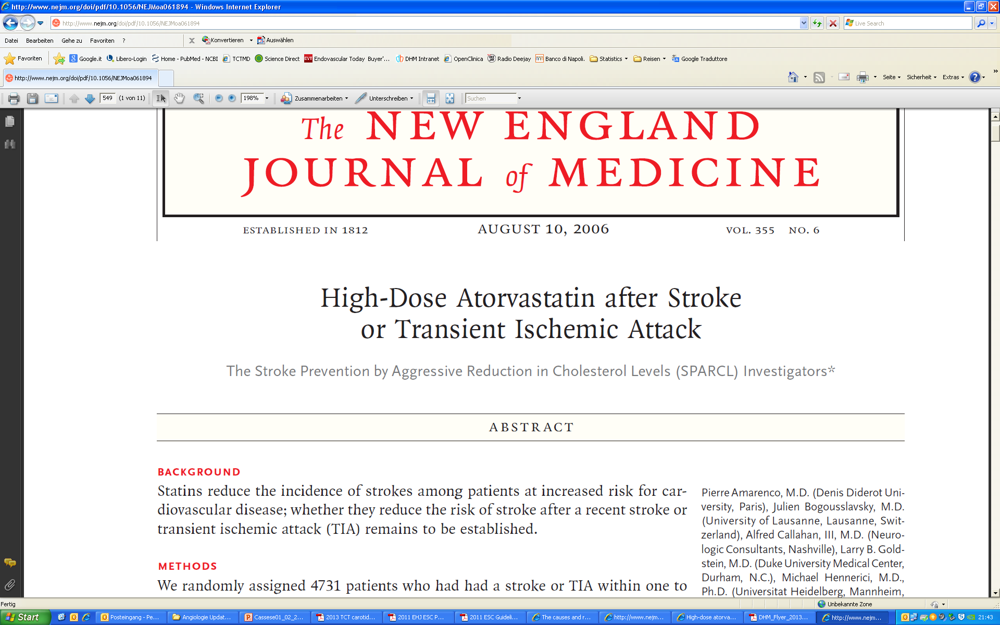 http://www.nejm.org/doi/pdf/10.1056/NEJMoa061894 - Windows Internet Explorer
http://www.nejm.org/doi/pdf/10.1056/NEJMoa061894
Live Search
Datei Bearbeiten Gehe zu Favoriten ? x Konvertieren Auswählen
Favoriten Google.it Libero-Login Home - PubMed - NCBI TCTMD Science Direct EVT Endovascular Today Buyer'... DHM Intranet OpenClinica Radio Deejay Banco di Napoli. Statistics Reisen Google Traduttore
http://www.nejm.org/doi/pdf/10.1056/NEJMoa061894
Seite Sicherheit Extras
549 (1 von 11) 198% Zusammenarbeiten Unterschreiben Suchen
The NEW ENGLAND
JOURNAL of MEDICINE
ESTABLISHED IN 1812 AUGUST 10, 2006 VOL. 355 NO. 6
High-Dose Atorvastatin after Stroke
or Transient Ischemic Attack
The Stroke Prevention by Aggressive Reduction in Cholesterol Levels (SPARCL) Investigators*
ABSTRACT
BACKGROUND
Statins reduce the incidence of strokes among patients at increased risk for car-
diovascular disease; whether they reduce the risk of stroke after a recent stroke or
transient ischemic attack (TIA) remains to be established.
METHODS
We randomly assigned 4731 patients who had had a stroke or TIA within one to
Pierre Amarenco, M.D. (Denis Diderot Uni-
versity, Paris), Julien Bogousslavsky, M.D.
(University of Lausanne, Lausanne, Swit-
zerland), Alfred Callahan, III, M.D. (Neuro-
logic Consultants, Nashville), Larry B. Gold-
stein, M.D. (Duke University Medical Center,
Durham, N.C.), Michael Hennerici, M.D.,
Ph.D. (Universitat Heidelberg, Mannheim,
Fertig Unbekannte Zone
Start Posteingang - Pe... Angiologie Updat... Cassese01_02_2... 2013 TCT carotid... 2011 EHJ ESC P... 2011 ESC Guideli... The causes and r... http://www.nejm... High-dose atorva... DHM_Flyer_2013... http://www.nejm... 21:43